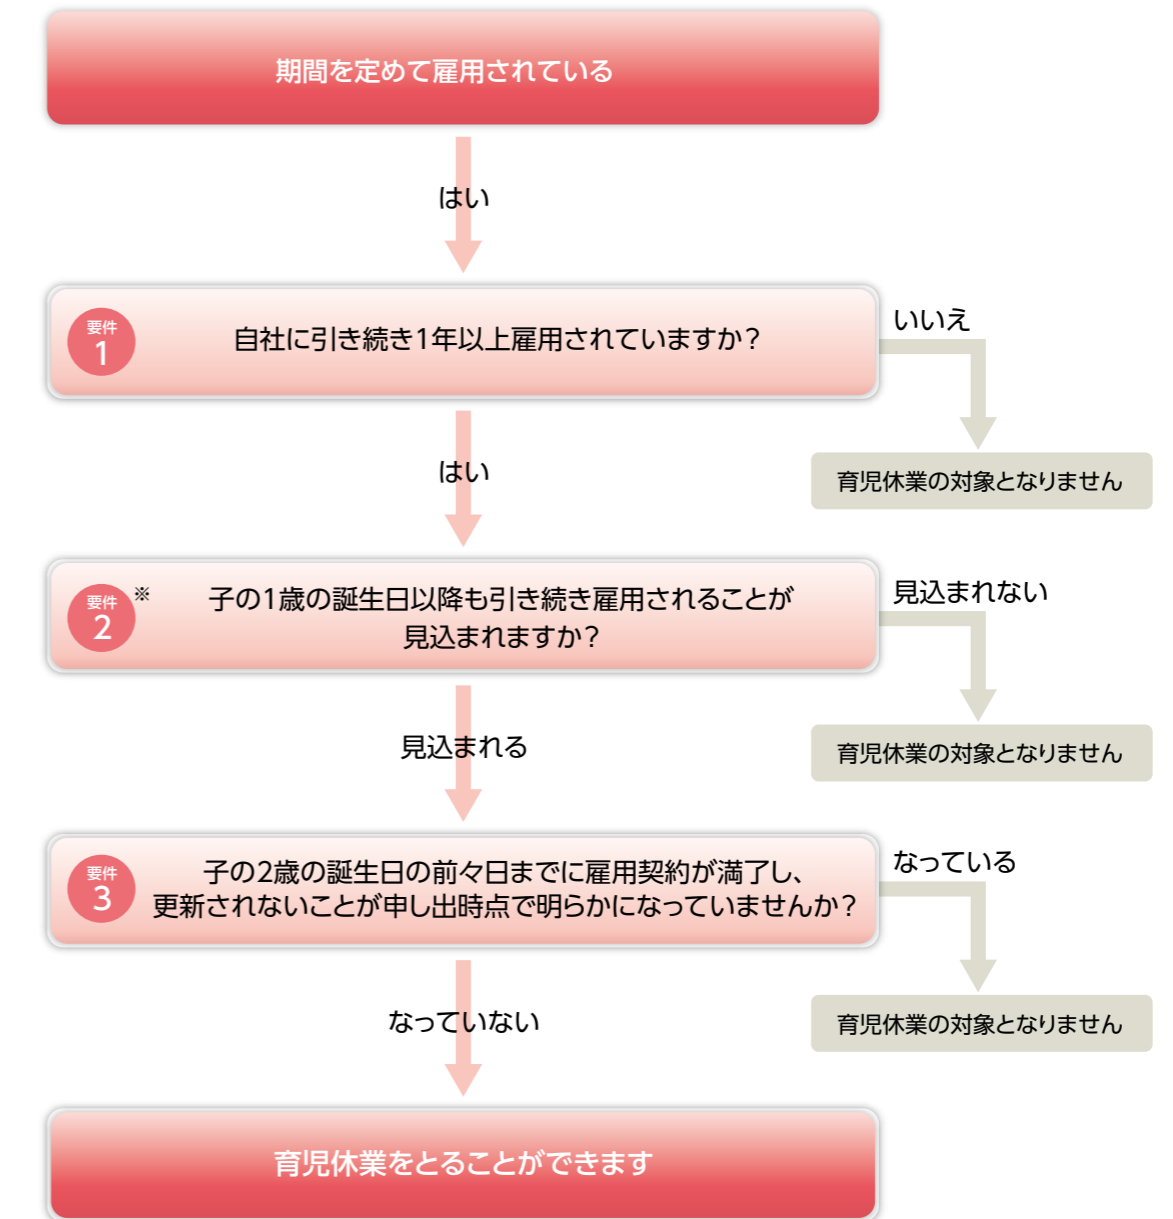 期間を定めて雇用されている
はい
要件
1
自社に引き続き1年以上雇用されていますか？
いいえ
育児休業の対象となりません
はい
要件
2
※
子の1歳の誕生日以降も引き続き雇用されることが
見込まれますか？
見込まれない
育児休業の対象となりません
見込まれる
要件
3
子の2歳の誕生日の前々日までに雇用契約が満了し、
更新されないことが申し出時点で明らかになっていませんか？
なっている
育児休業の対象となりません
なっていない
育児休業をとることができます